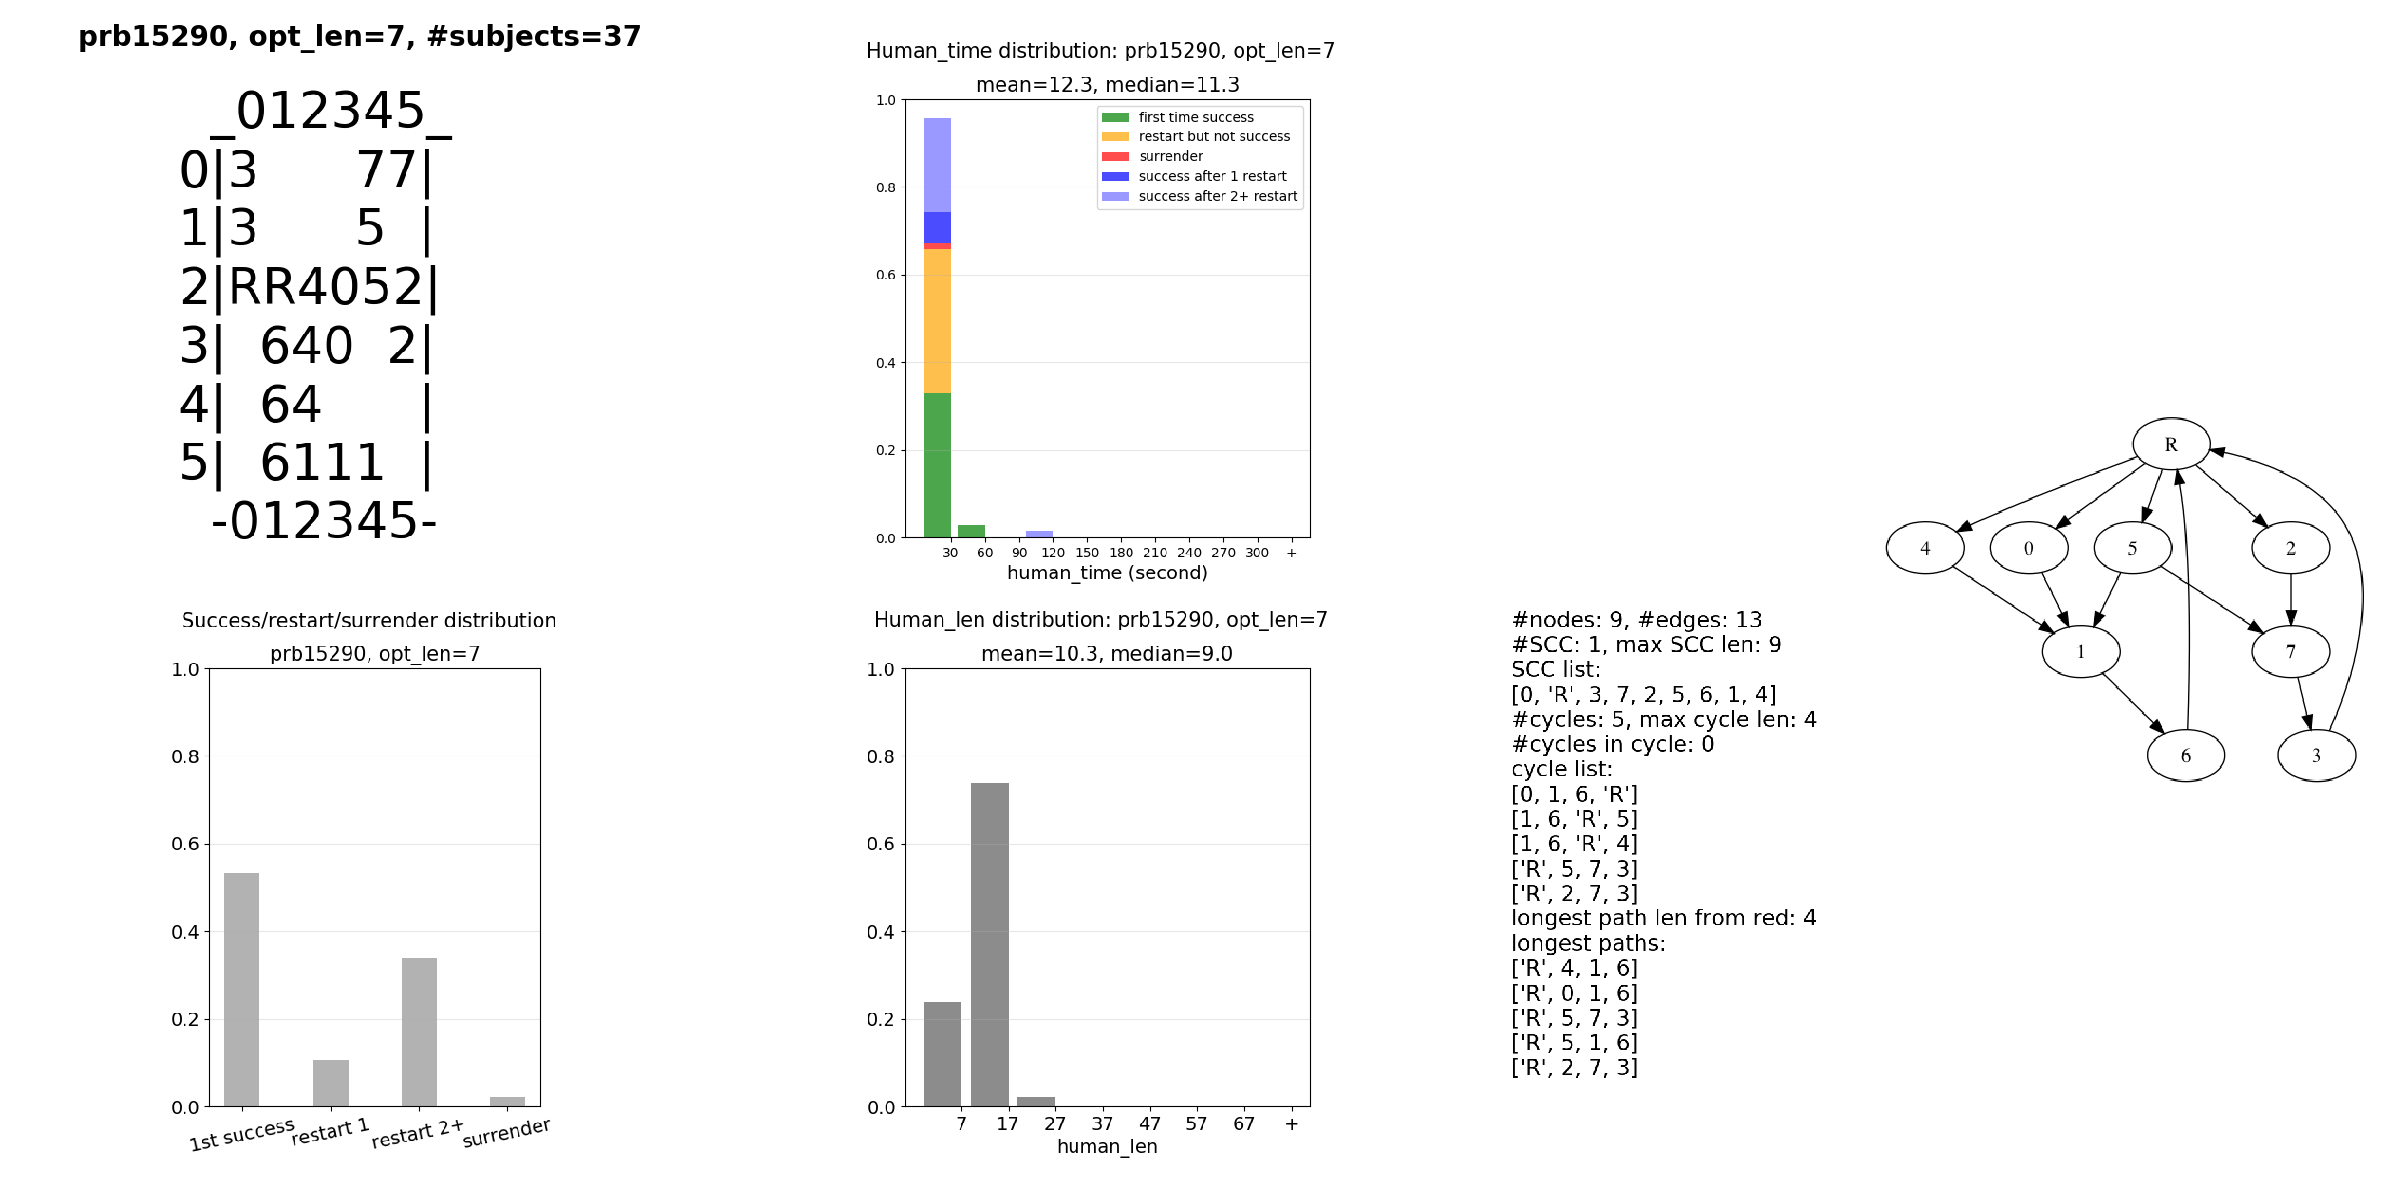 prb15290, opt_len=7, #subjects=37
_012345_
0|3   77|
1|3   5 |
2|RR4052|
3| 640 2|
4| 64   |
5| 6111 |
-012345-
Human_time distribution: prb15290, opt_len=7
mean=12.3, median=11.3
1.0
0.8
0.6
0.4
0.2
0.0
first time success
restart but not success
surrender
success after 1 restart
success after 2+ restart
30 60 90 120 150 180 210 240 270 300 +
human_time (second)
Success/restart/surrender distribution
prb15290, opt_len=7
1.0
0.8
0.6
0.4
0.2
0.0
1st success restart 1 restart 2+ surrender
Human_len distribution: prb15290, opt_len=7
mean=10.3, median=9.0
1.0
0.8
0.6
0.4
0.2
0.0
7 17 27 37 47 57 67 +
human_len
#nodes: 9, #edges: 13
#SCC: 1, max SCC len: 9
SCC list:
[0, 'R', 3, 7, 2, 5, 6, 1, 4]
#cycles: 5, max cycle len: 4
#cycles in cycle: 0
cycle list:
[0, 1, 6, 'R']
[1, 6, 'R', 5]
[1, 6, 'R', 4]
['R', 5, 7, 3]
['R', 2, 7, 3]
longest path len from red: 4
longest paths:
['R', 4, 1, 6]
['R', 0, 1, 6]
['R', 5, 7, 3]
['R', 5, 1, 6]
['R', 2, 7, 3]
R
4 0 5 2
1 7
6 3